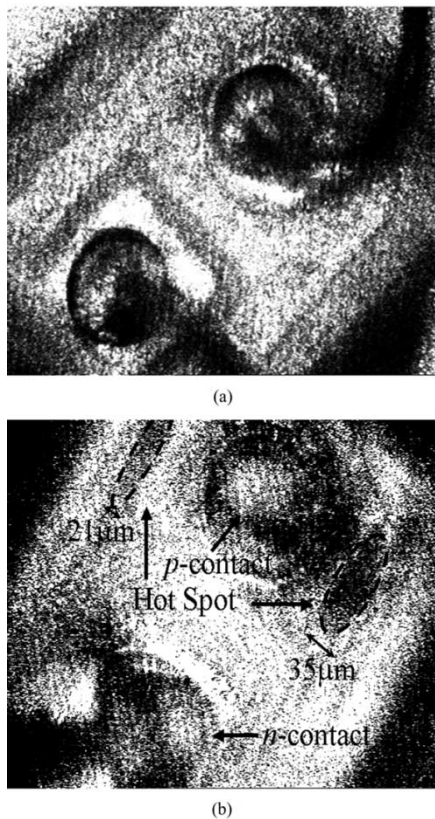 (a)
21μm
p-contact
Hot Spot
35μm
n-contact
(b)